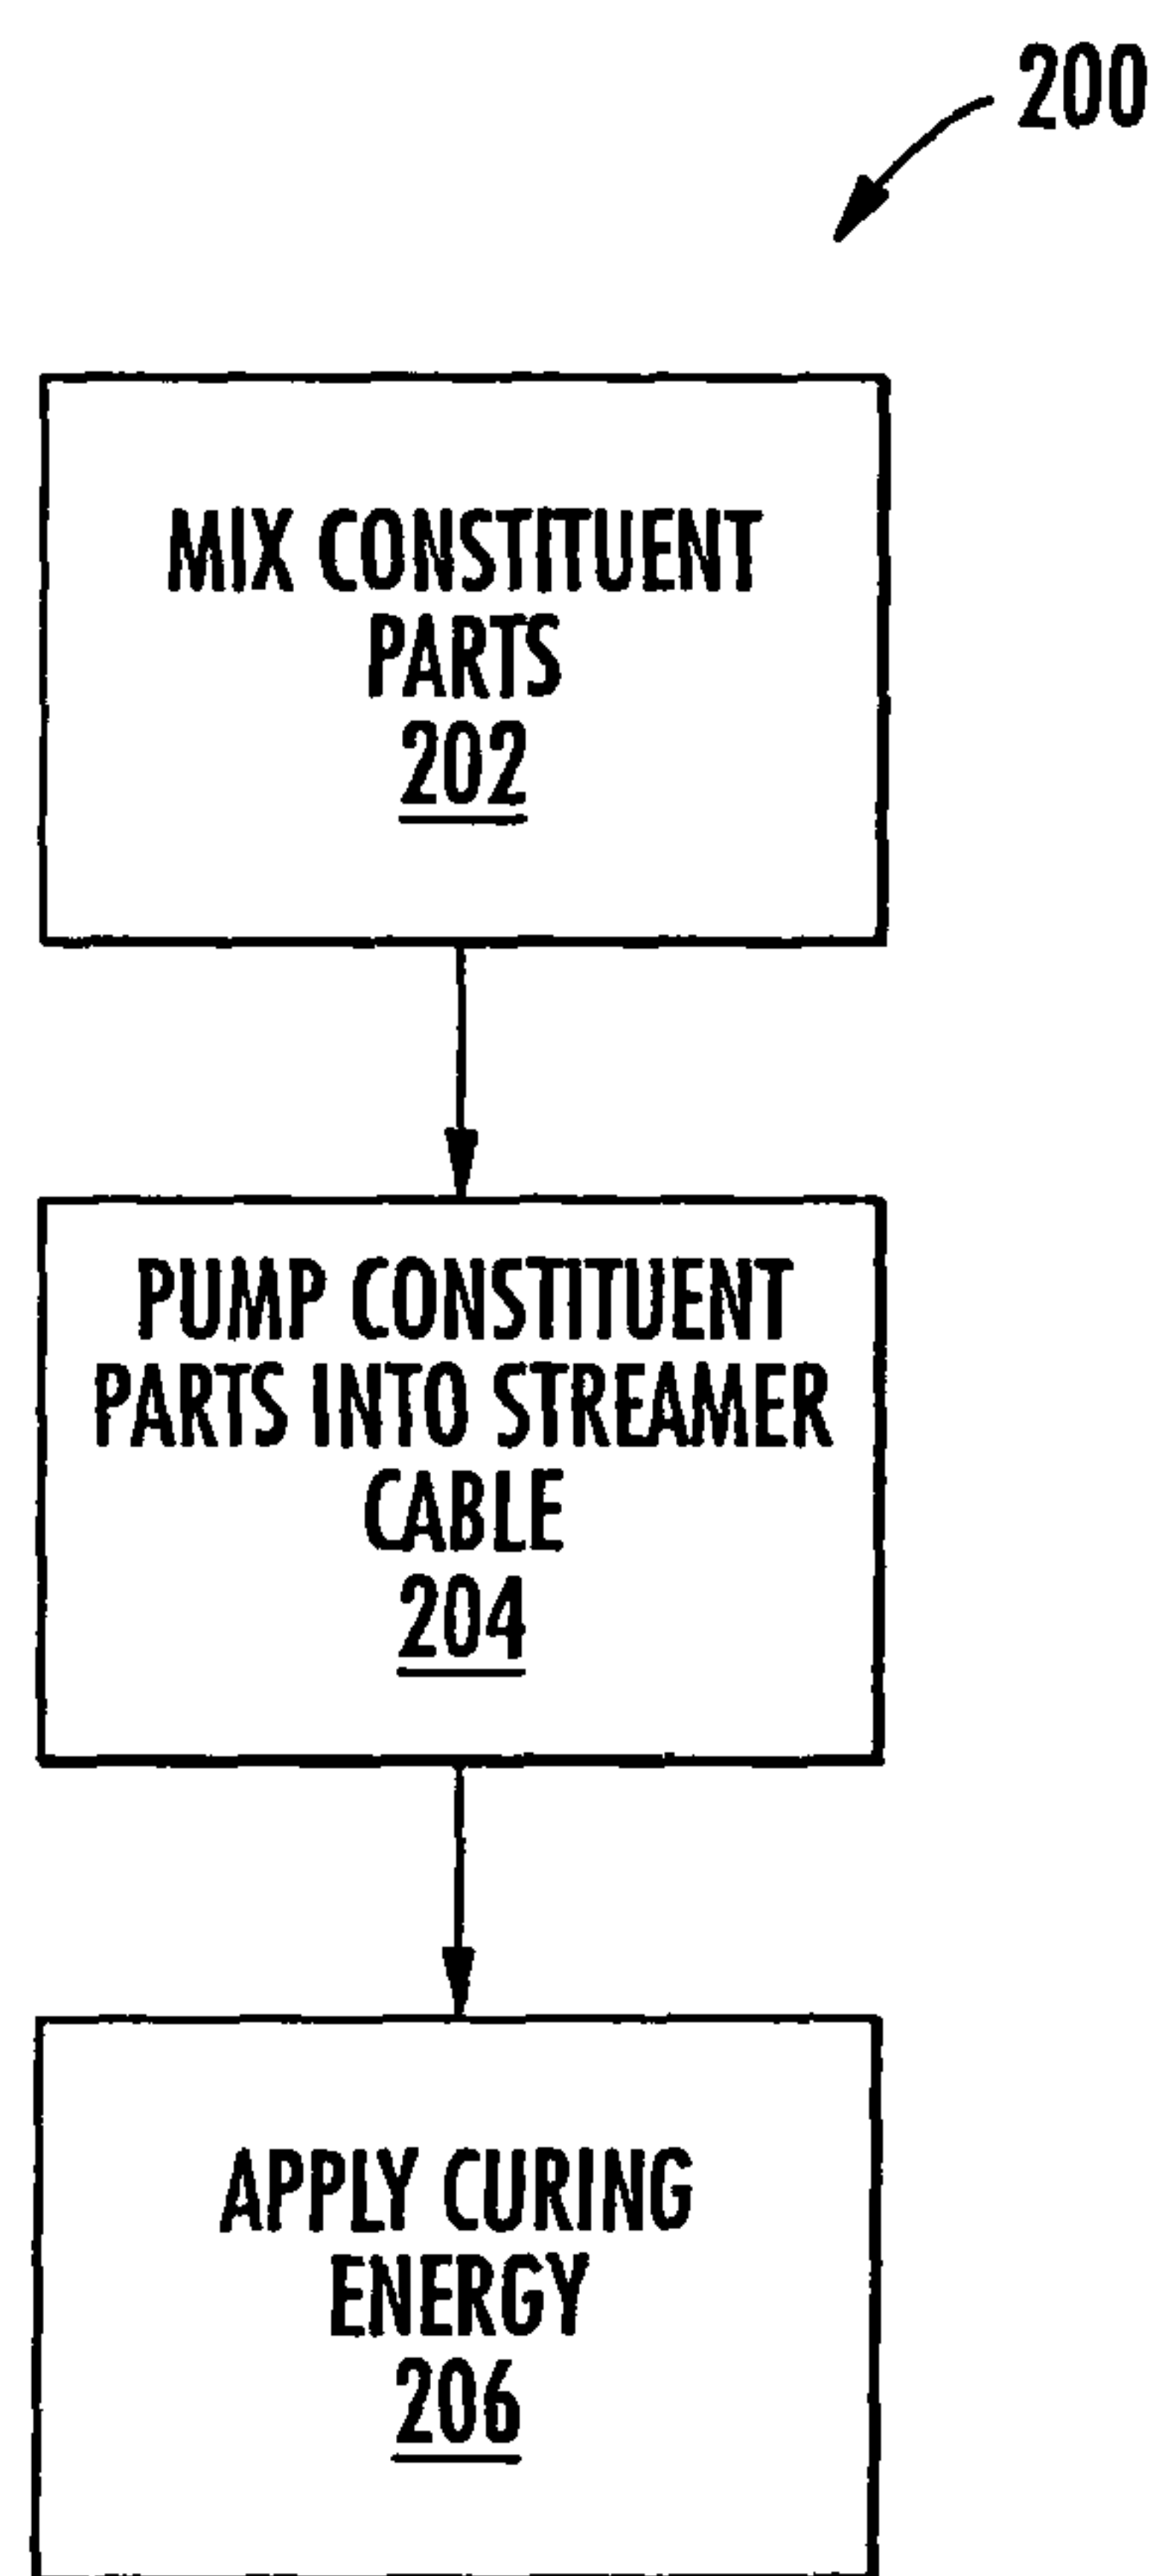 200
MIX CONSTITUENT
PARTS
202
PUMP CONSTITUENT
PARTS INTO STREAMER
CABLE
204
APPLY CURING
ENERGY
206